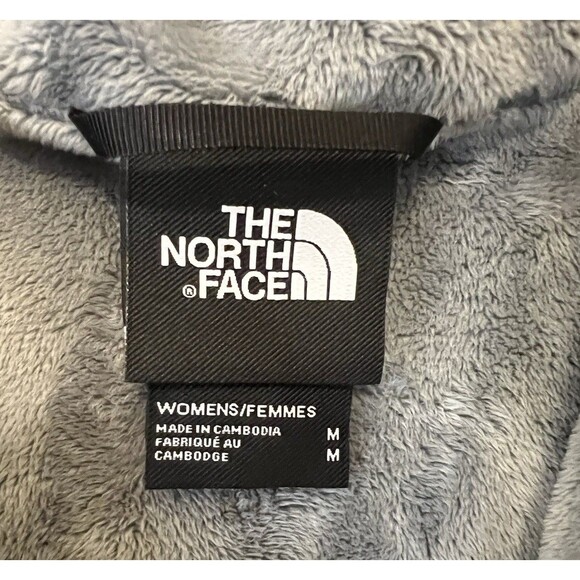 THE
NORTH
® FACE
WOMENS/FEMMES
MADE IN CAMBODIA M
FABRIQUÉ AU
CAMBODGE M